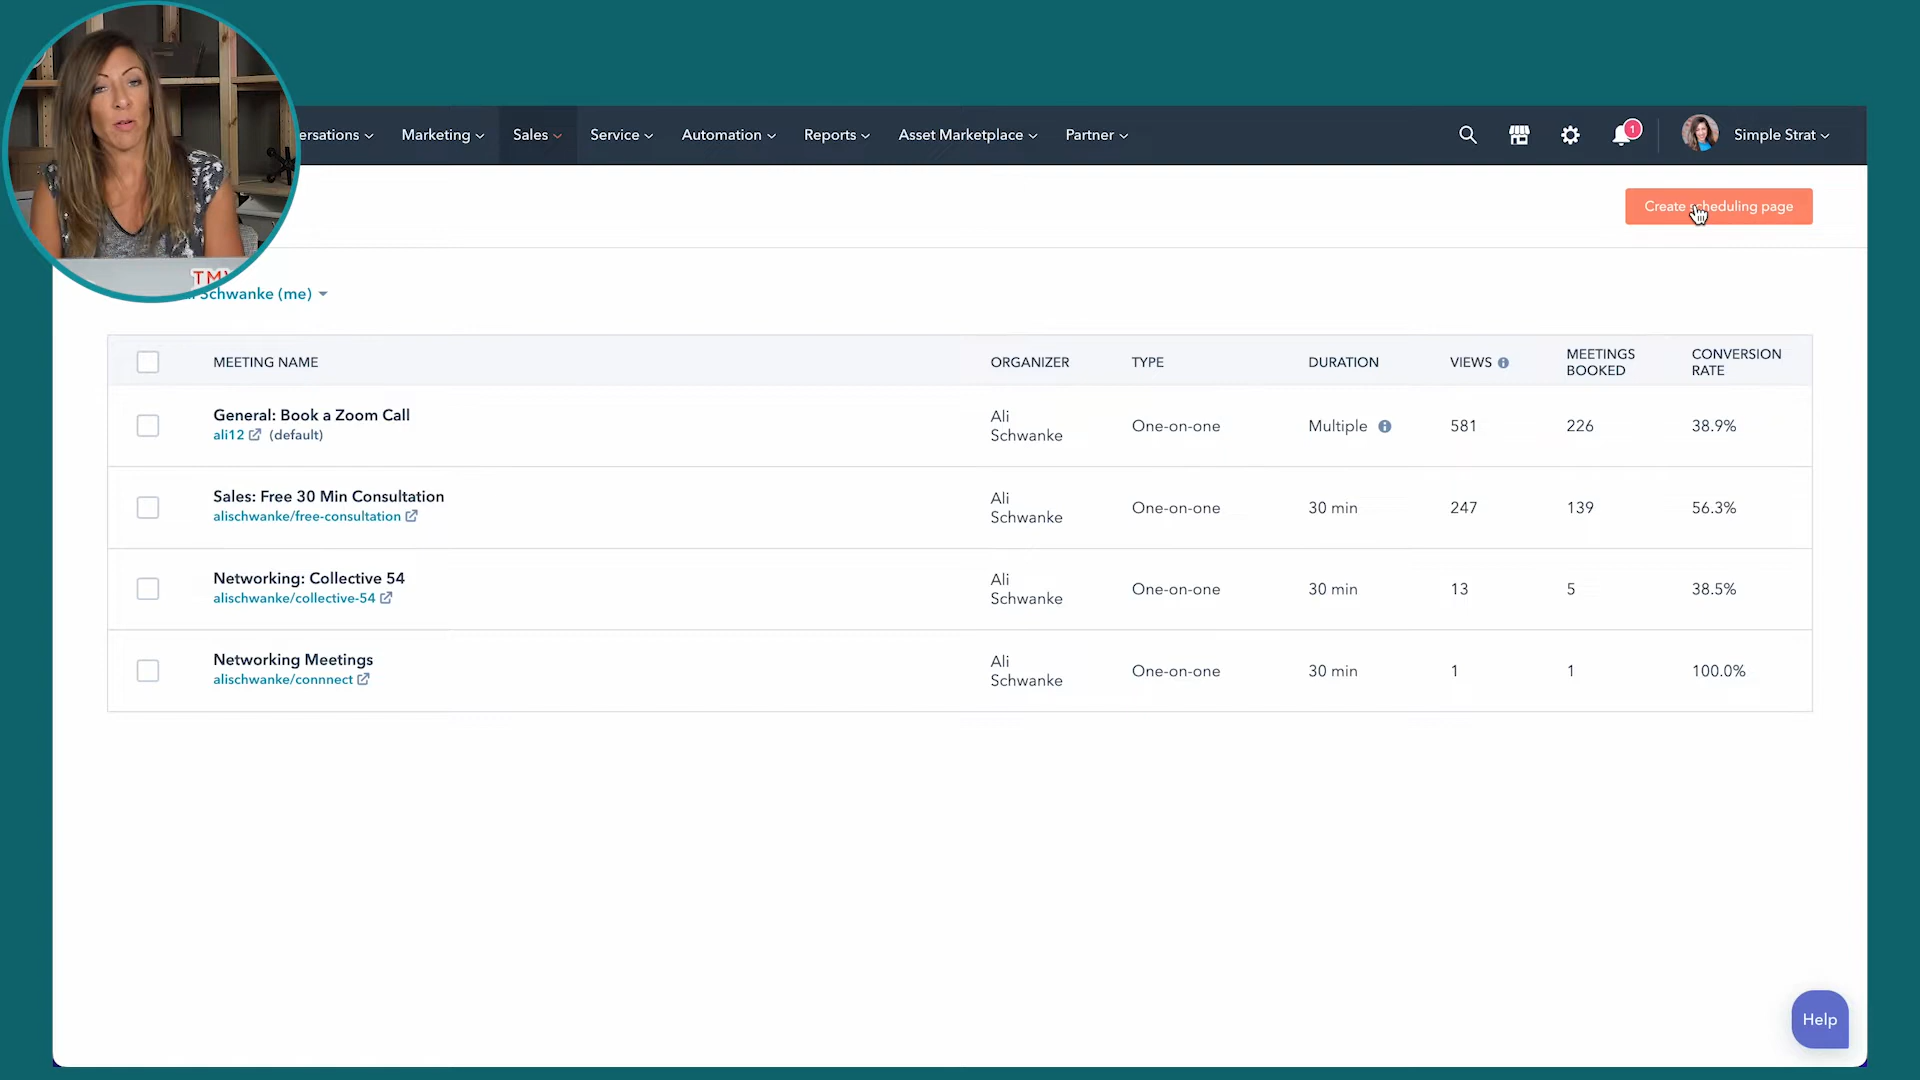 ersations
Marketing
Sales
Service
Automation
Reports
Asset Marketplace
Partner
1
Simple Strat
Create scheduling page
Schwanke (me)
MEETING NAME
ORGANIZER
TYPE
DURATION
VIEWS
MEETINGS BOOKED
CONVERSION RATE
General: Book a Zoom Call
ali12 (default)
Ali Schwanke
One-on-one
Multiple
581
226
38.9%
Sales: Free 30 Min Consultation
alischwanke/free-consultation
Ali Schwanke
One-on-one
30 min
247
139
56.3%
Networking: Collective 54
alischwanke/collective-54
Ali Schwanke
One-on-one
30 min
13
5
38.5%
Networking Meetings
alischwanke/connnect
Ali Schwanke
One-on-one
30 min
1
1
100.0%
Help